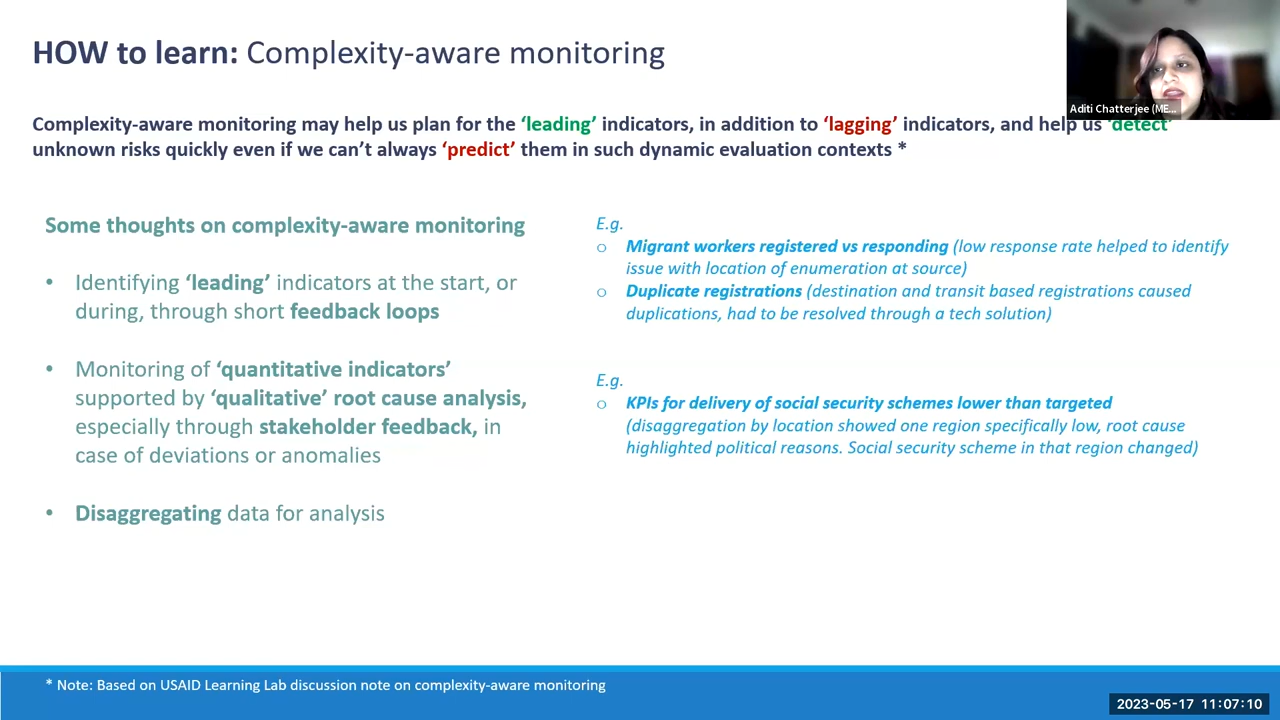 HOW to learn: Complexity-aware monitoring
Aditi Chatterjee (ME...
Complexity-aware monitoring may help us plan for the ‘leading’ indicators, in addition to ‘lagging’ indicators, and help us ‘detect’
unknown risks quickly even if we can’t always ‘predict’ them in such dynamic evaluation contexts *
Some thoughts on complexity-aware monitoring
• Identifying ‘leading’ indicators at the start, or
during, through short feedback loops
• Monitoring of ‘quantitative indicators’
supported by ‘qualitative’ root cause analysis,
especially through stakeholder feedback, in
case of deviations or anomalies
• Disaggregating data for analysis
E.g.
○ Migrant workers registered vs responding (low response rate helped to identify
issue with location of enumeration at source)
○ Duplicate registrations (destination and transit based registrations caused
duplications, had to be resolved through a tech solution)
E.g.
○ KPIs for delivery of social security schemes lower than targeted
(disaggregation by location showed one region specifically low, root cause
highlighted political reasons. Social security scheme in that region changed)
* Note: Based on USAID Learning Lab discussion note on complexity-aware monitoring
2023-05-17 11:07:10